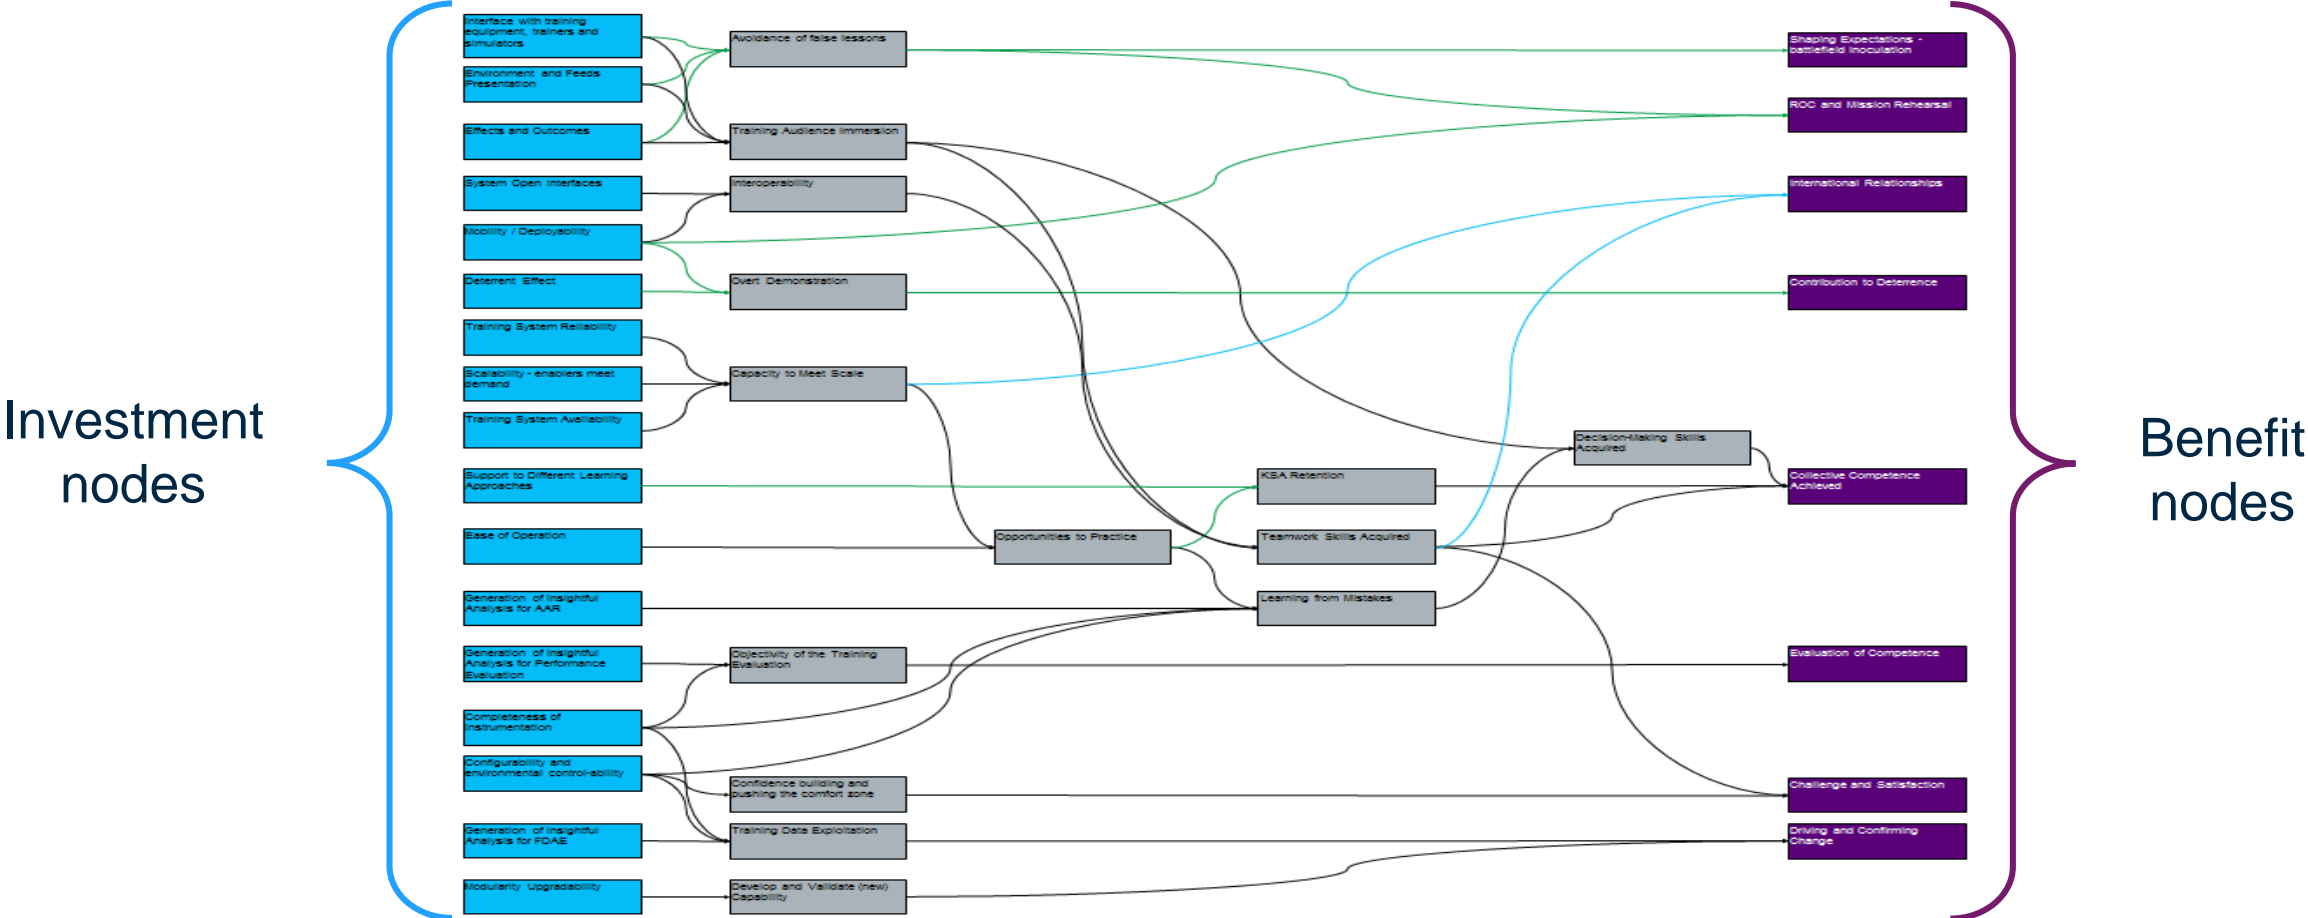 Investment
nodes
Interface with training
equipment, trainers and
simulators
Environment and Feeds
Presentation
Effects and Outcomes
System Open Interfaces
Mobility / Deployability
Deterrent Effect
Training System Reliability
Scalability - enablers meet
demand
Training System Availability
Support to Different Learning
Approaches
Ease of Operation
Generation of Insightful
Analysis for AAR
Generation of Insightful
Analysis for Performance
Evaluation
Completeness of
Instrumentation
Configurability and
environmental control-ability
Generation of Insightful
Analysis for FDAE
Modularity Upgradability
Avoidance of false lessons
Training Audience Immersion
Interoperability
Overt Demonstration
Capacity to Meet Scale
Objectivity of the Training
Evaluation
Confidence building and
pushing the comfort zone
Training Data Exploitation
Develop and Validate (new)
Capability
Opportunities to Practice
KSA Retention
Teamwork Skills Acquired
Learning from Mistakes
Decision-Making Skills
Acquired
Shaping Expectations -
battlefield inoculation
ROC and Mission Rehearsal
International Relationships
Contribution to Deterrence
Collective Competence
Achieved
Evaluation of Competence
Challenge and Satisfaction
Driving and Confirming
Change
Benefit
nodes